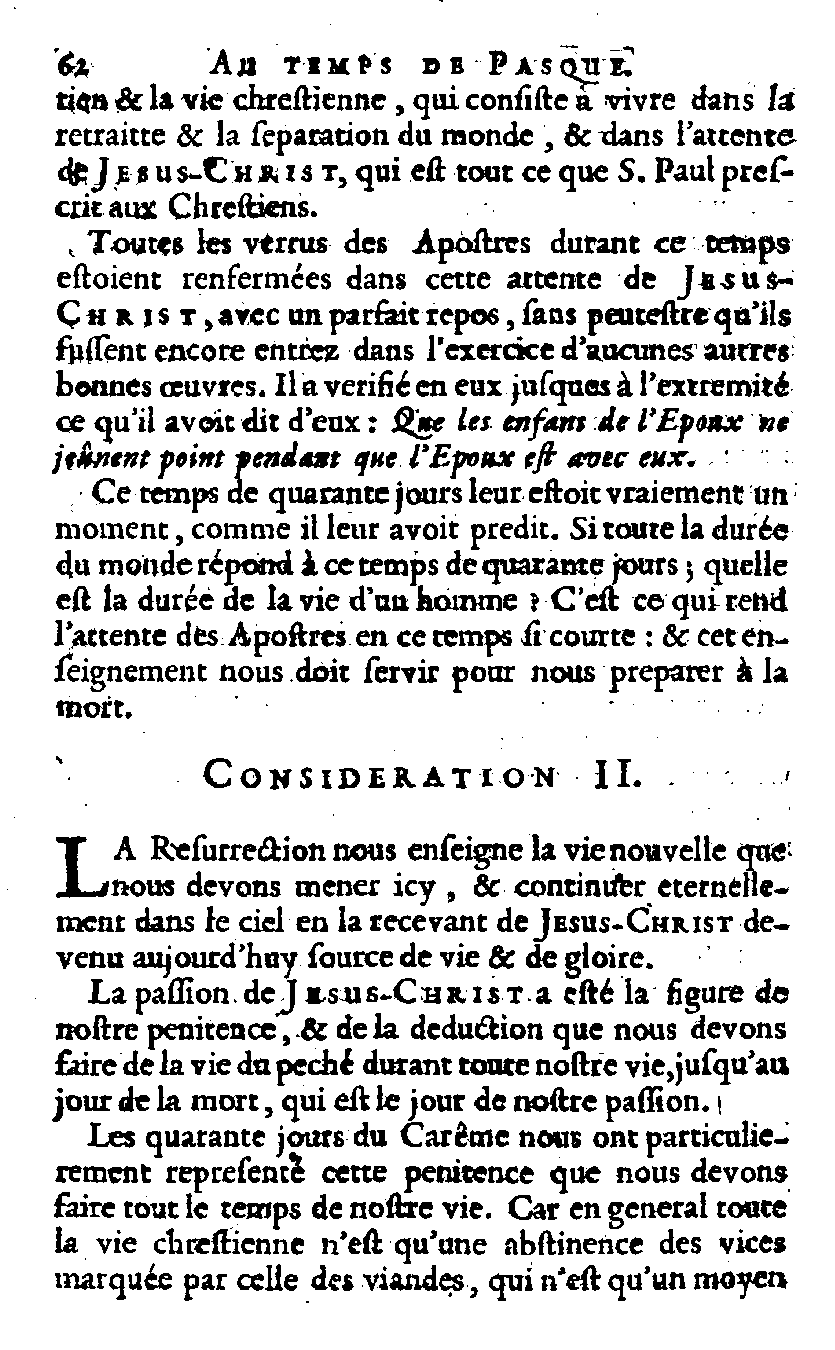 62 AU TEMPS DE PASQUE.
tion & la vie chreſtienne, qui conſiſte à vivre dans la
retraitte & la ſeparation du monde, & dans l'attente
de JESUS-CHRIST, qui eſt tout ce que S. Paul preſ-
crit aux Chreſtiens.
Toutes les vertus des Apoſtres durant ce temps
eſtoient renfermées dans cette attente de JESUS-
CHRIST, avec un parfait repos, ſans peuteſtre qu'ils
fuſſent encore entrez dans l'exercice d'aucunes autres
bonnes œuvres. Il a verifié en eux juſques à l'extremité
ce qu'il avoit dit d'eux : Que les enfans de l'Epoux ne
jeûnent point pendant que l'Epoux eſt avec eux.
Ce temps de quarante jours leur eſtoit vraiement un
moment, comme il leur avoit predit. Si toute la durée
du monde répond à ce temps de quarante jours ; quelle
eſt la durée de la vie d'un homme ? C'eſt ce qui rend
l'attente des Apoſtres en ce temps ſi courte : & cet en-
ſeignement nous doit ſervir pour nous preparer à la
mort.
CONSIDERATION II.
LA Reſurrection nous enſeigne la vie nouvelle que
nous devons mener icy, & continuer eternelle-
ment dans le ciel en la recevant de JESUS-CHRIST de-
venu aujourd'huy ſource de vie & de gloire.
La paſſion de JESUS-CHRIST a eſté la figure de
noſtre penitence, & de la deduction que nous devons
faire de la vie du peché durant toute noſtre vie, juſqu'au
jour de la mort, qui eſt le jour de noſtre paſſion.
Les quarante jours du Carême nous ont particulie-
rement repreſenté cette penitence que nous devons
faire tout le temps de noſtre vie. Car en general toute
la vie chreſtienne n'eſt qu'une abſtinence des vices
marquée par celle des viandes, qui n'eſt qu'un moyen